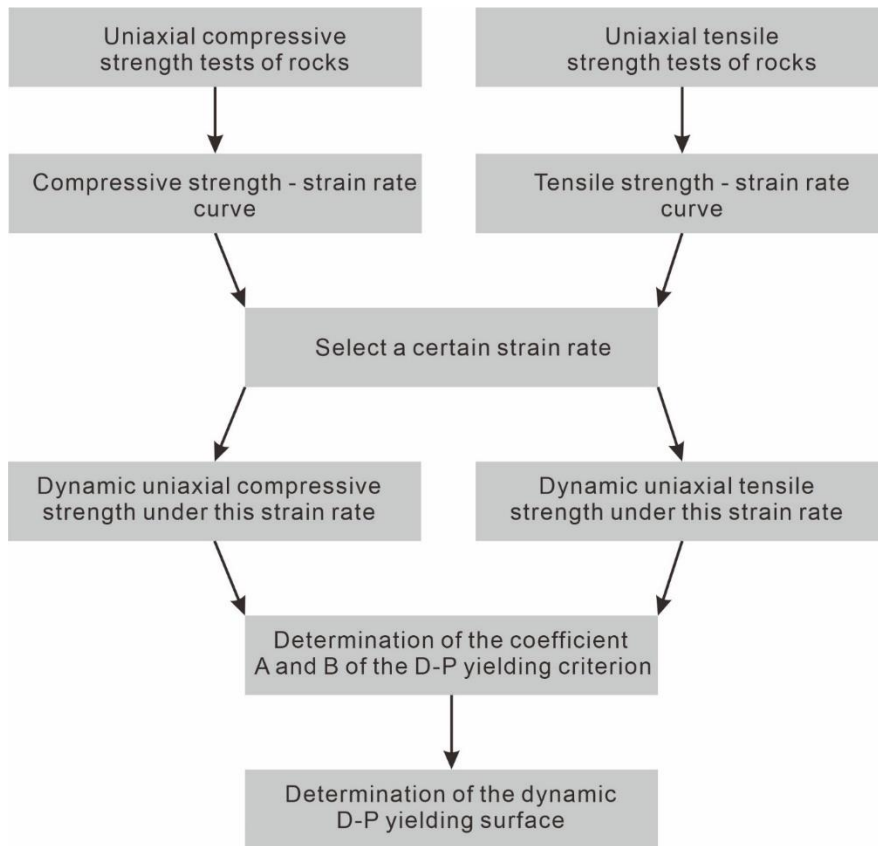 Uniaxial compressive
strength tests of rocks
Uniaxial tensile
strength tests of rocks
Compressive strength - strain rate
curve
Tensile strength - strain rate
curve
Select a certain strain rate
Dynamic uniaxial compressive
strength under this strain rate
Dynamic uniaxial tensile
strength under this strain rate
Determination of the coefficient
A and B of the D-P yielding criterion
Determination of the dynamic
D-P yielding surface